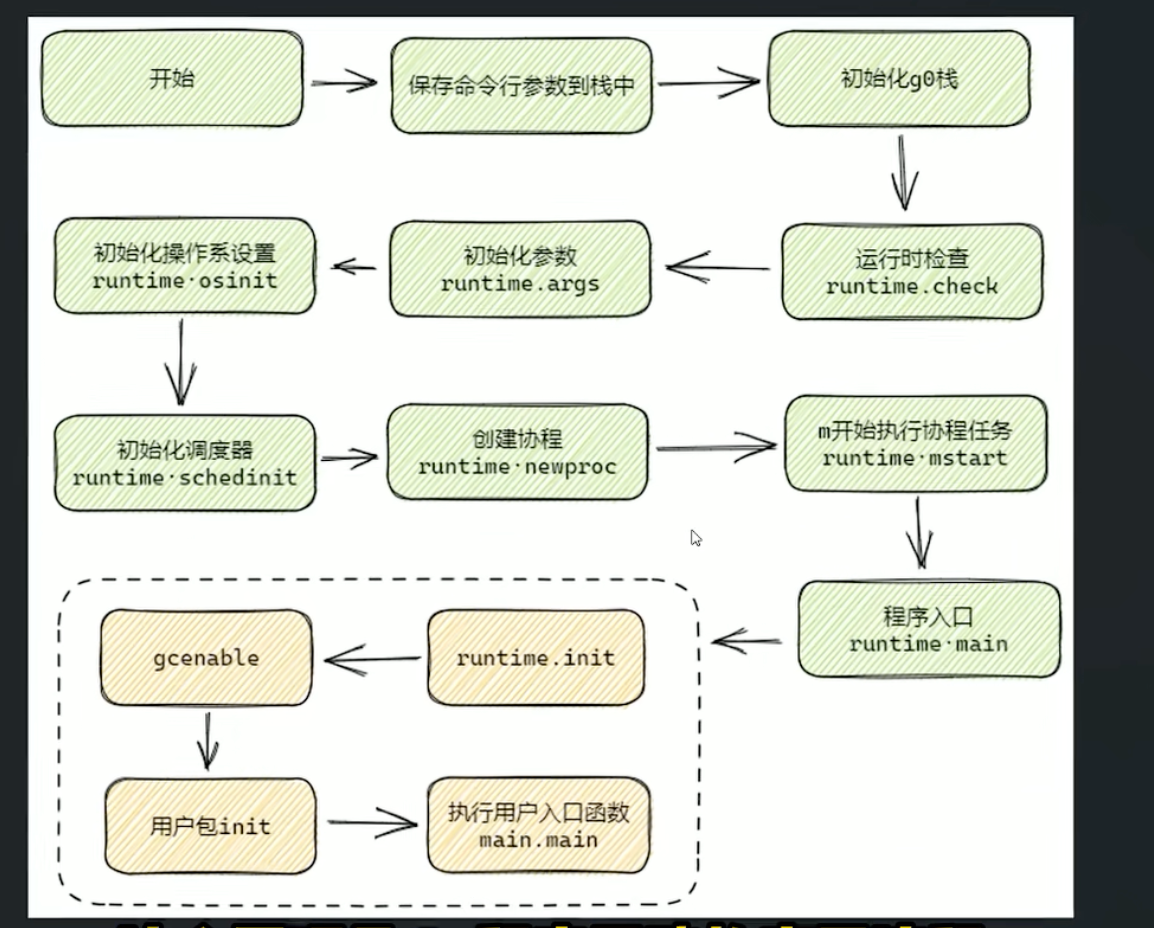 开始
保存命令行参数到栈中
初始化g0栈
运行时检查
runtime.check
初始化参数
runtime.args
初始化操作系设置
runtime·osinit
初始化调度器
runtime·schedinit
创建协程
runtime·newproc
m开始执行协程任务
runtime·mstart
程序入口
runtime·main
runtime.init
gcenable
用户包init
执行用户入口函数
main.main